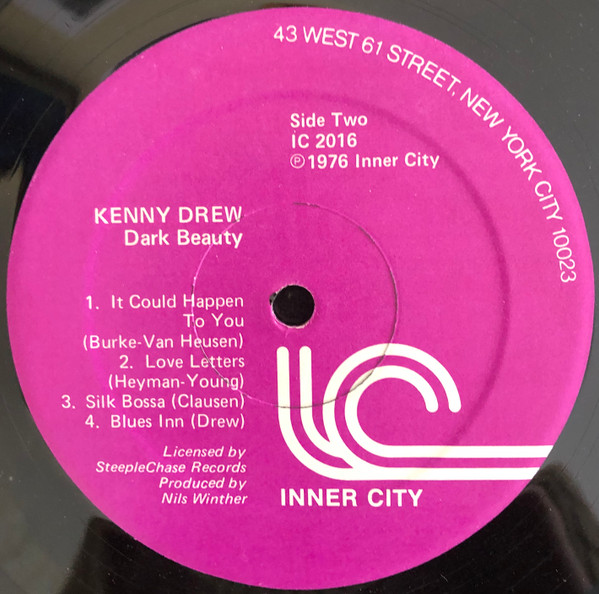 43 WEST 61 STREET, NEW YORK CITY 10023
Side Two
IC 2016
℗ 1976 Inner City
KENNY DREW
Dark Beauty
1. It Could Happen
To You
(Burke-Van Heusen)
2. Love Letters
(Heyman-Young)
3. Silk Bossa (Clausen)
4. Blues Inn (Drew)
Licensed by
SteepleChase Records
Produced by
Nils Winther
IC
INNER CITY